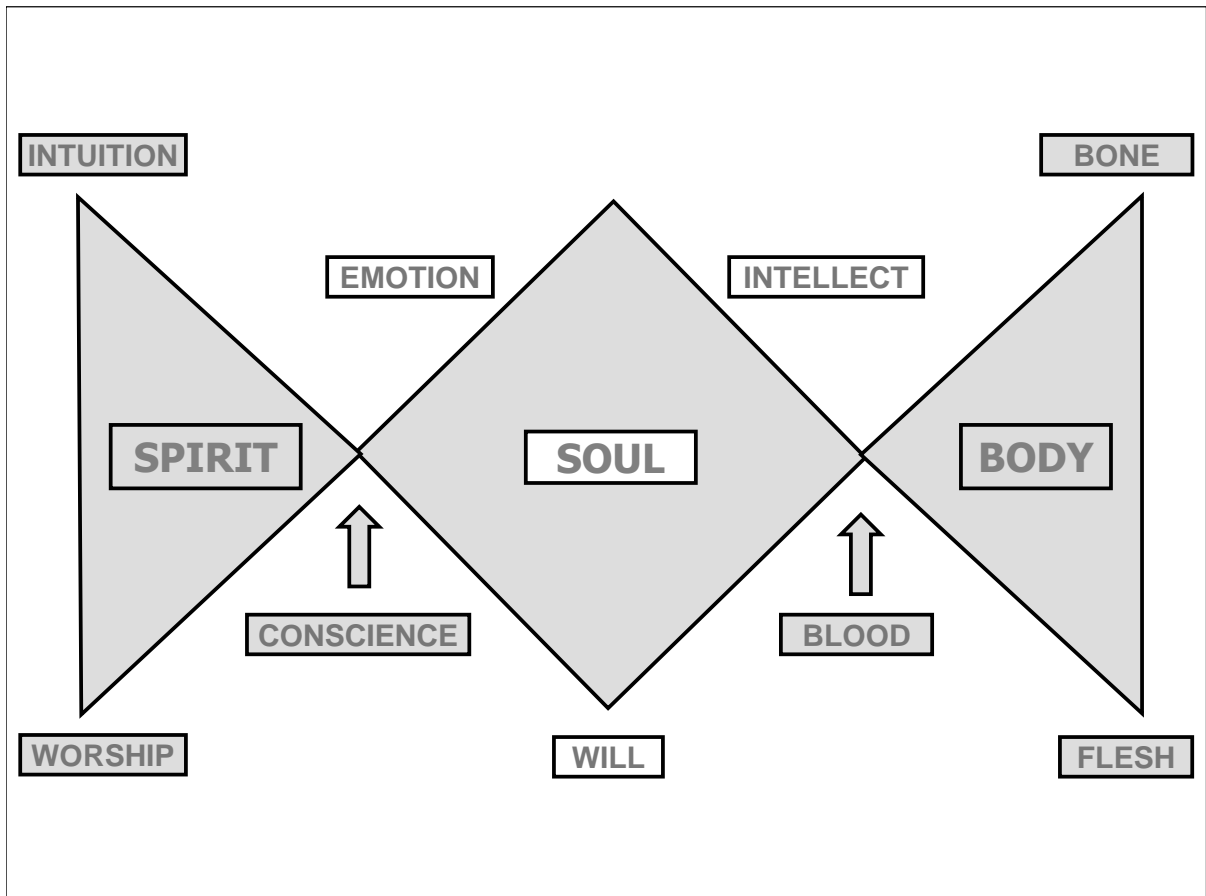 INTUITION
BONE
EMOTION
INTELLECT
SPIRIT
SOUL
BODY
CONSCIENCE
BLOOD
WORSHIP
WILL
FLESH